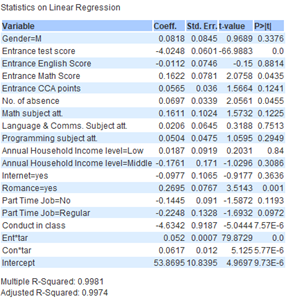 Statistics on Linear Regression
Variable Coeff. Std. Err. t-value P>|t|
Gender=M 0.0818 0.0845 0.9689 0.3376
Entrance test score -4.0248 0.0601 -66.9883 0.0
Entrance English Score -0.0112 0.0746 -0.15 0.8814
Entrance Math Score 0.1622 0.0781 2.0758 0.0435
Entrance CCA points 0.0565 0.036 1.5664 0.1241
No. of absence 0.0697 0.0339 2.0561 0.0455
Math subject att. 0.1611 0.1024 1.5732 0.1225
Language & Comms. Subject att. 0.0206 0.0645 0.3188 0.7513
Programming subject att. 0.0504 0.0475 1.0595 0.2949
Annual Household Income level=Low 0.0187 0.0919 0.2031 0.84
Annual Household Income level=Middle -0.1761 0.171 -1.0296 0.3086
Internet=yes -0.0977 0.1065 -0.9177 0.3636
Romance=yes 0.2695 0.0767 3.5143 0.001
Part Time Job=No -0.1445 0.091 -1.5872 0.1193
Part Time Job=Regular -0.2248 0.1328 -1.6932 0.0972
Conduct in class -4.6342 0.9187 -5.0444 7.57E-6
Ent*tar 0.052 0.0007 79.8729 0.0
Con*tar 0.0617 0.012 5.125 5.77E-6
Intercept 53.8695 10.8395 4.9697 9.73E-6
Multiple R-Squared: 0.9981
Adjusted R-Squared: 0.9974